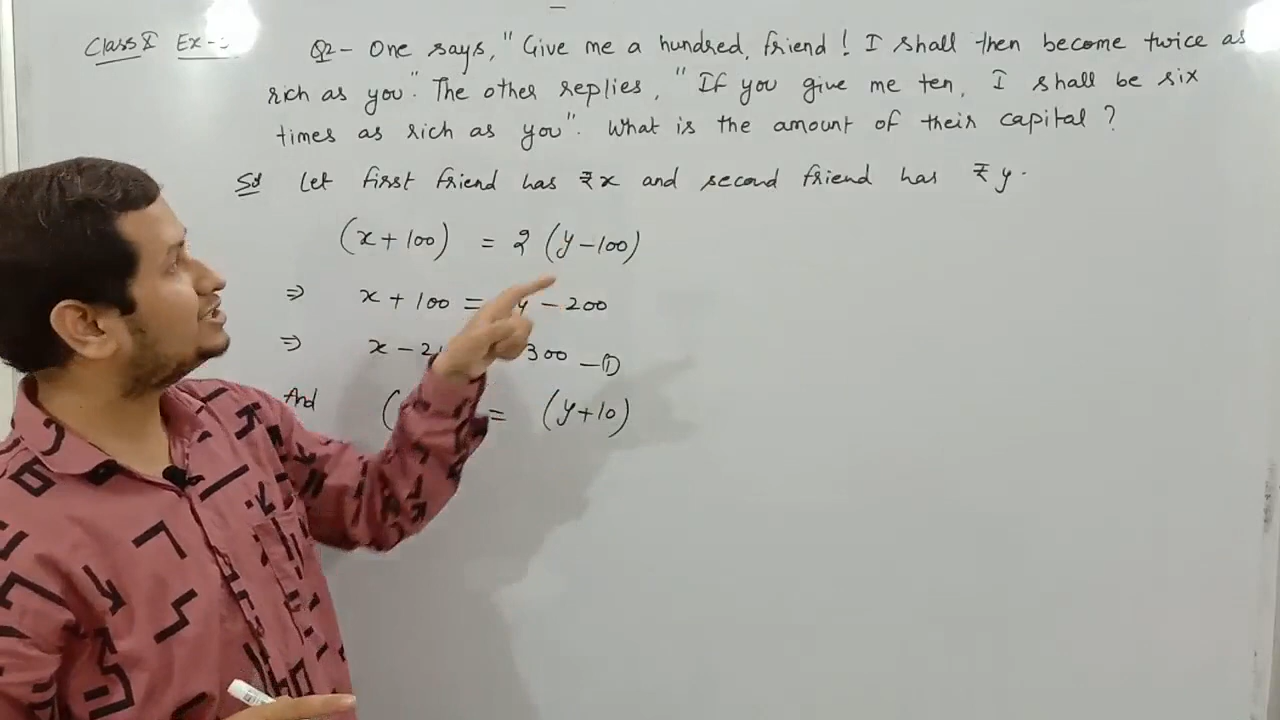 Class X Ex-
Q2- One says, "Give me a hundred, friend! I shall then become twice as
rich as you". The other replies, "If you give me ten, I shall be six
times as rich as you". What is the amount of their capital?
Sol Let first friend has ₹x and second friend has ₹y.
(x+100) = 2 (y-100)
⇒ x + 100 = y - 200
⇒ x - 2 300 -①
And ( = (y+10)